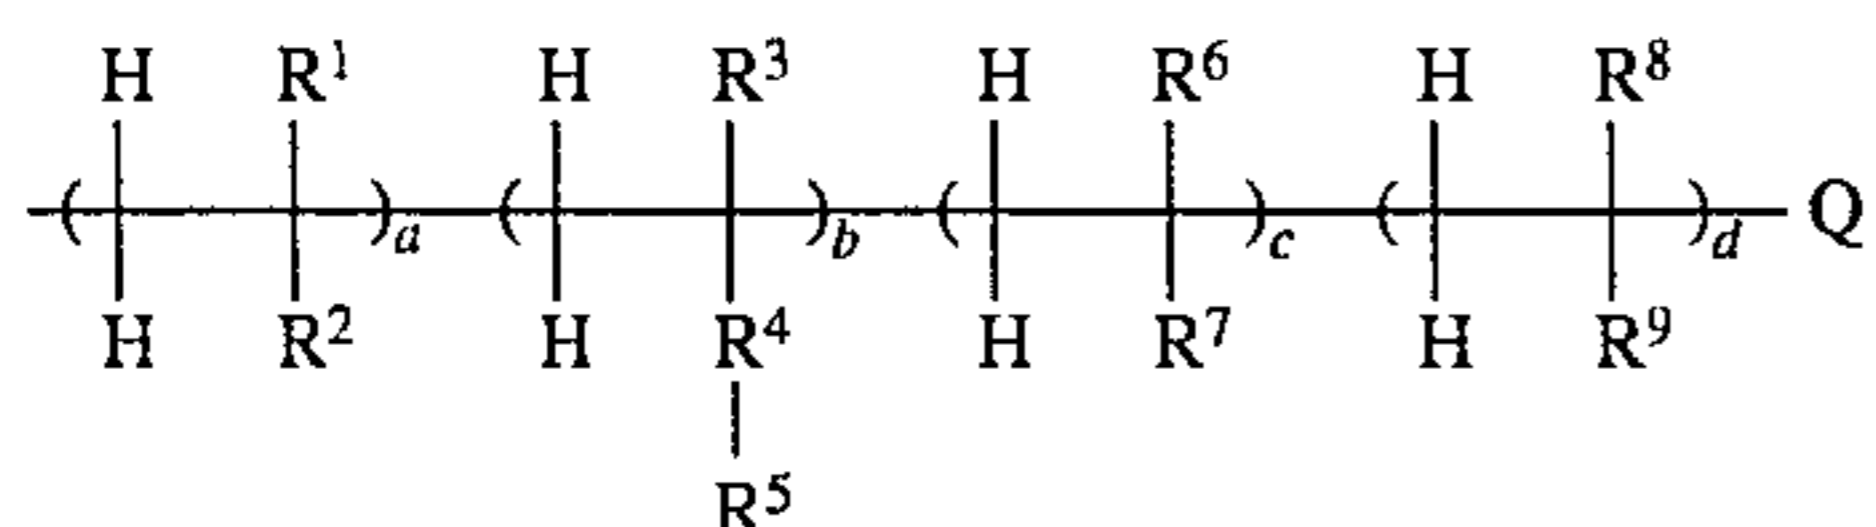 H R¹ H R³ H R⁶ H R⁸
( )a ( )b ( )c ( )d Q
H R² H R⁴ H R⁷ H R⁹
R⁵